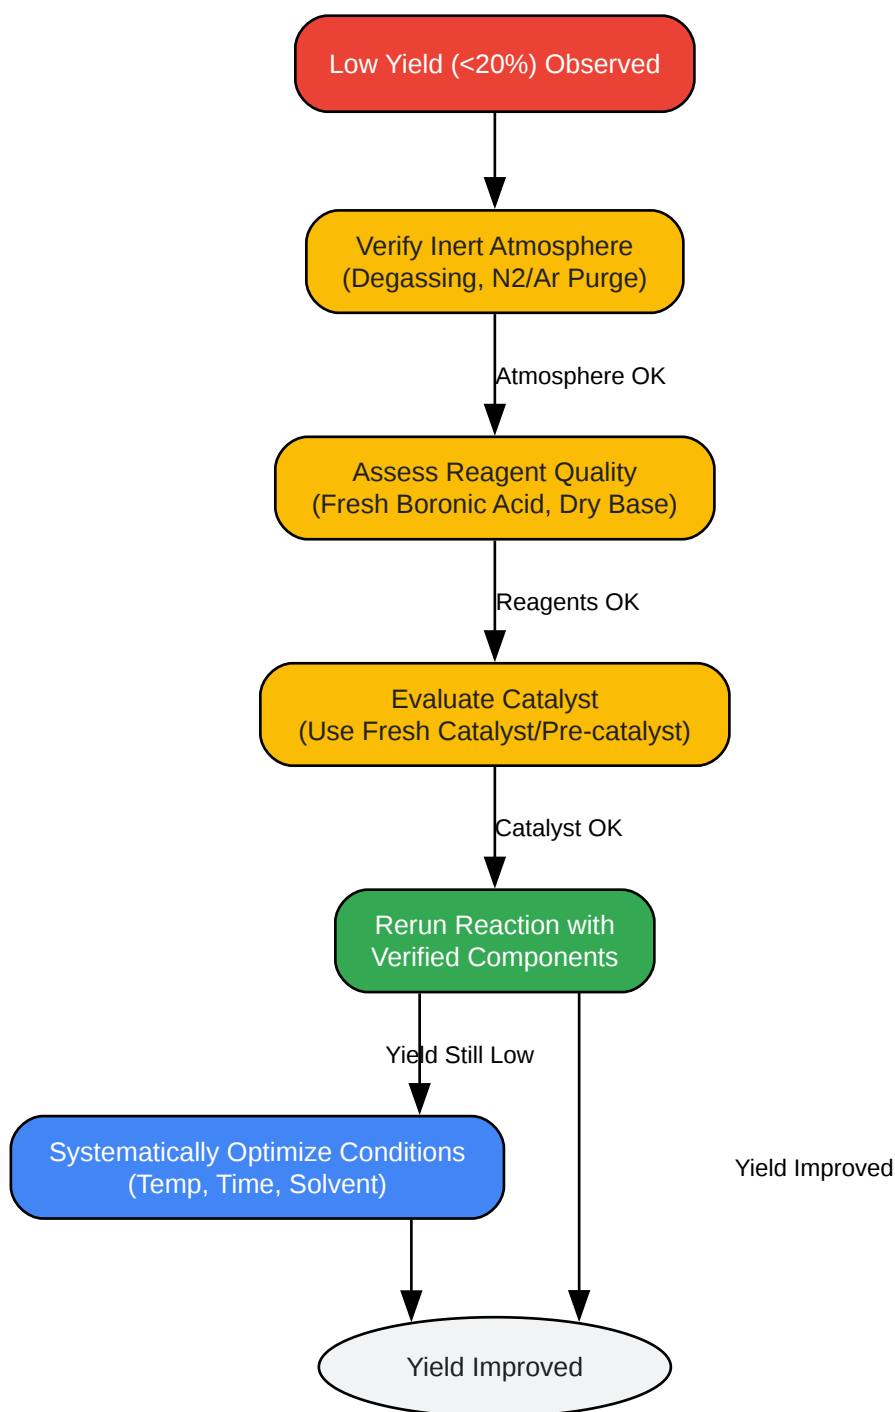 Low Yield (<20%) Observed
Verify Inert Atmosphere
(Degassing, N2/Ar Purge)
Atmosphere OK
Assess Reagent Quality
(Fresh Boronic Acid, Dry Base)
Reagents OK
Evaluate Catalyst
(Use Fresh Catalyst/Pre-catalyst)
Catalyst OK
Rerun Reaction with
Verified Components
Yield Still Low
Systematically Optimize Conditions
(Temp, Time, Solvent)
Yield Improved
Yield Improved